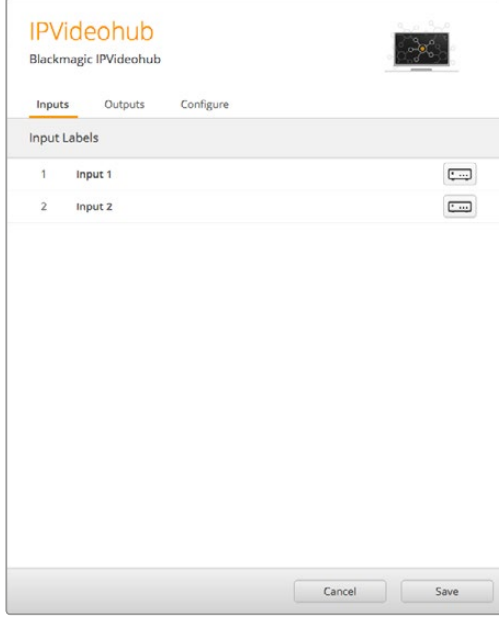 IPVideohub
Blackmagic IPVideohub
Inputs Outputs Configure
Input Labels
1 Input 1
2 Input 2
Cancel Save